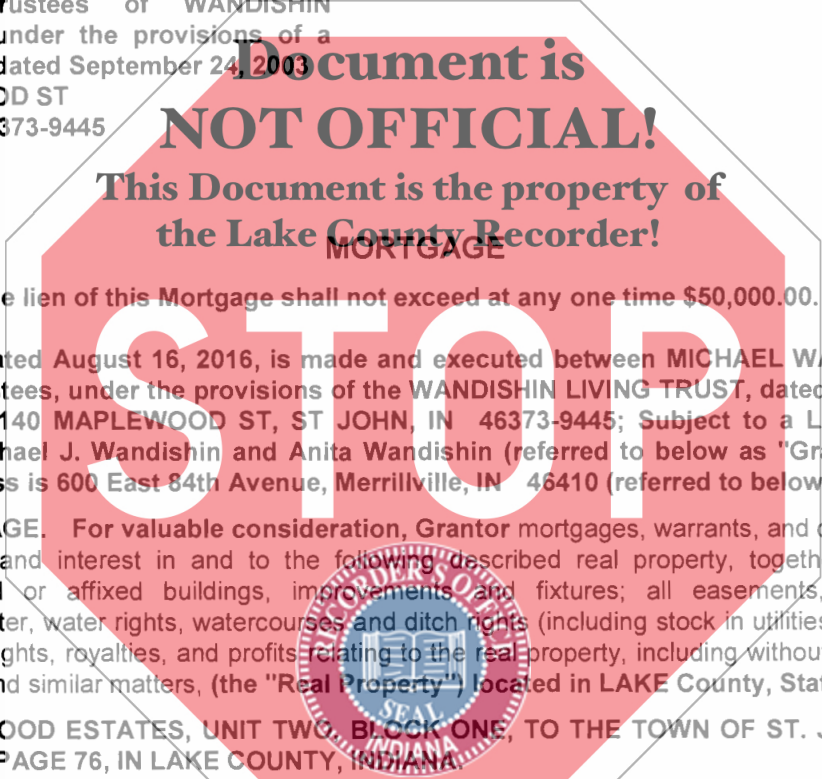 rustees of WANDISHIN
under the provisions of a
dated September 24, 2003
OD ST
373-9445
Document is
NOT OFFICIAL!
This Document is the property of
the Lake County Recorder!
MORTGAGE
e lien of this Mortgage shall not exceed at any one time $50,000.00.
ted August 16, 2016, is made and executed between MICHAEL WA
tees, under the provisions of the WANDISHIN LIVING TRUST, dated
140 MAPLEWOOD ST, ST JOHN, IN 46373-9445; Subject to a L
hael J. Wandishin and Anita Wandishin (referred to below as "Gra
ss is 600 East 84th Avenue, Merrillville, IN 46410 (referred to below
STOP
GE. For valuable consideration, Grantor mortgages, warrants, and c
and interest in and to the following described real property, togeth
or affixed buildings, improvements and fixtures; all easements,
ter, water rights, watercourses and ditch rights (including stock in utilities
ghts, royalties, and profits relating to the real property, including without
nd similar matters, (the "Real Property") located in LAKE County, Stat
RECORDER'S OFFICE
SEAL
INDIANA
OOD ESTATES, UNIT TWO, BLOCK ONE, TO THE TOWN OF ST. J
PAGE 76, IN LAKE COUNTY, INDIANA.